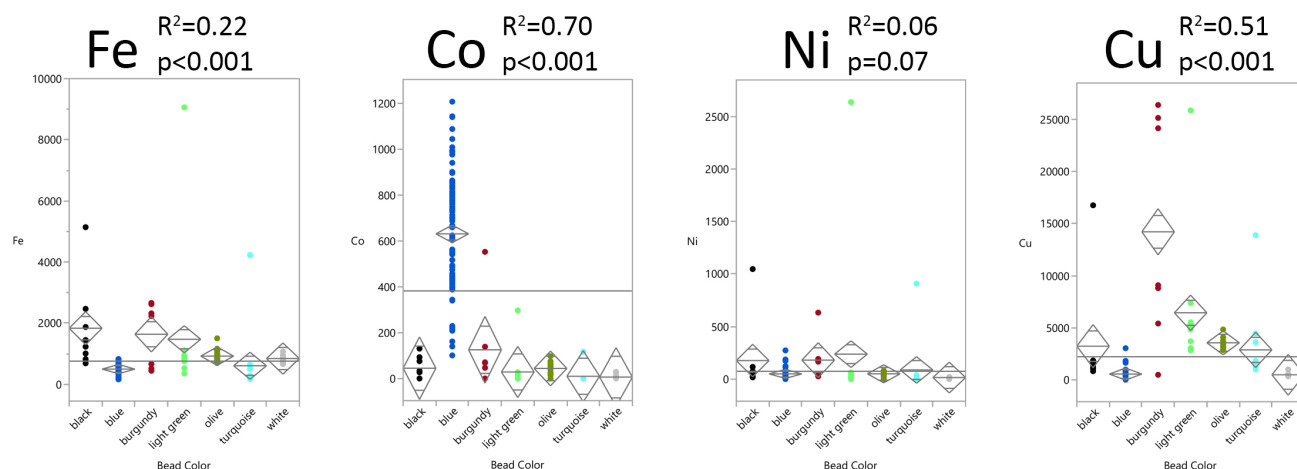 Fe R²=0.22
p<0.001
Co R²=0.70
p<0.001
Ni R²=0.06
p=0.07
Cu R²=0.51
p<0.001
10000
8000
6000
4000
2000
0
Fe
black
blue
burgundy
light green
olive
turquoise
white
Bead Color
1200
1000
800
600
400
200
0
Co
black
blue
burgundy
light green
olive
turquoise
white
Bead Color
2500
2000
1500
1000
500
0
Ni
black
blue
burgundy
light green
olive
turquoise
white
Bead Color
25000
20000
15000
10000
5000
0
Cu
black
blue
burgundy
light green
olive
turquoise
white
Bead Color